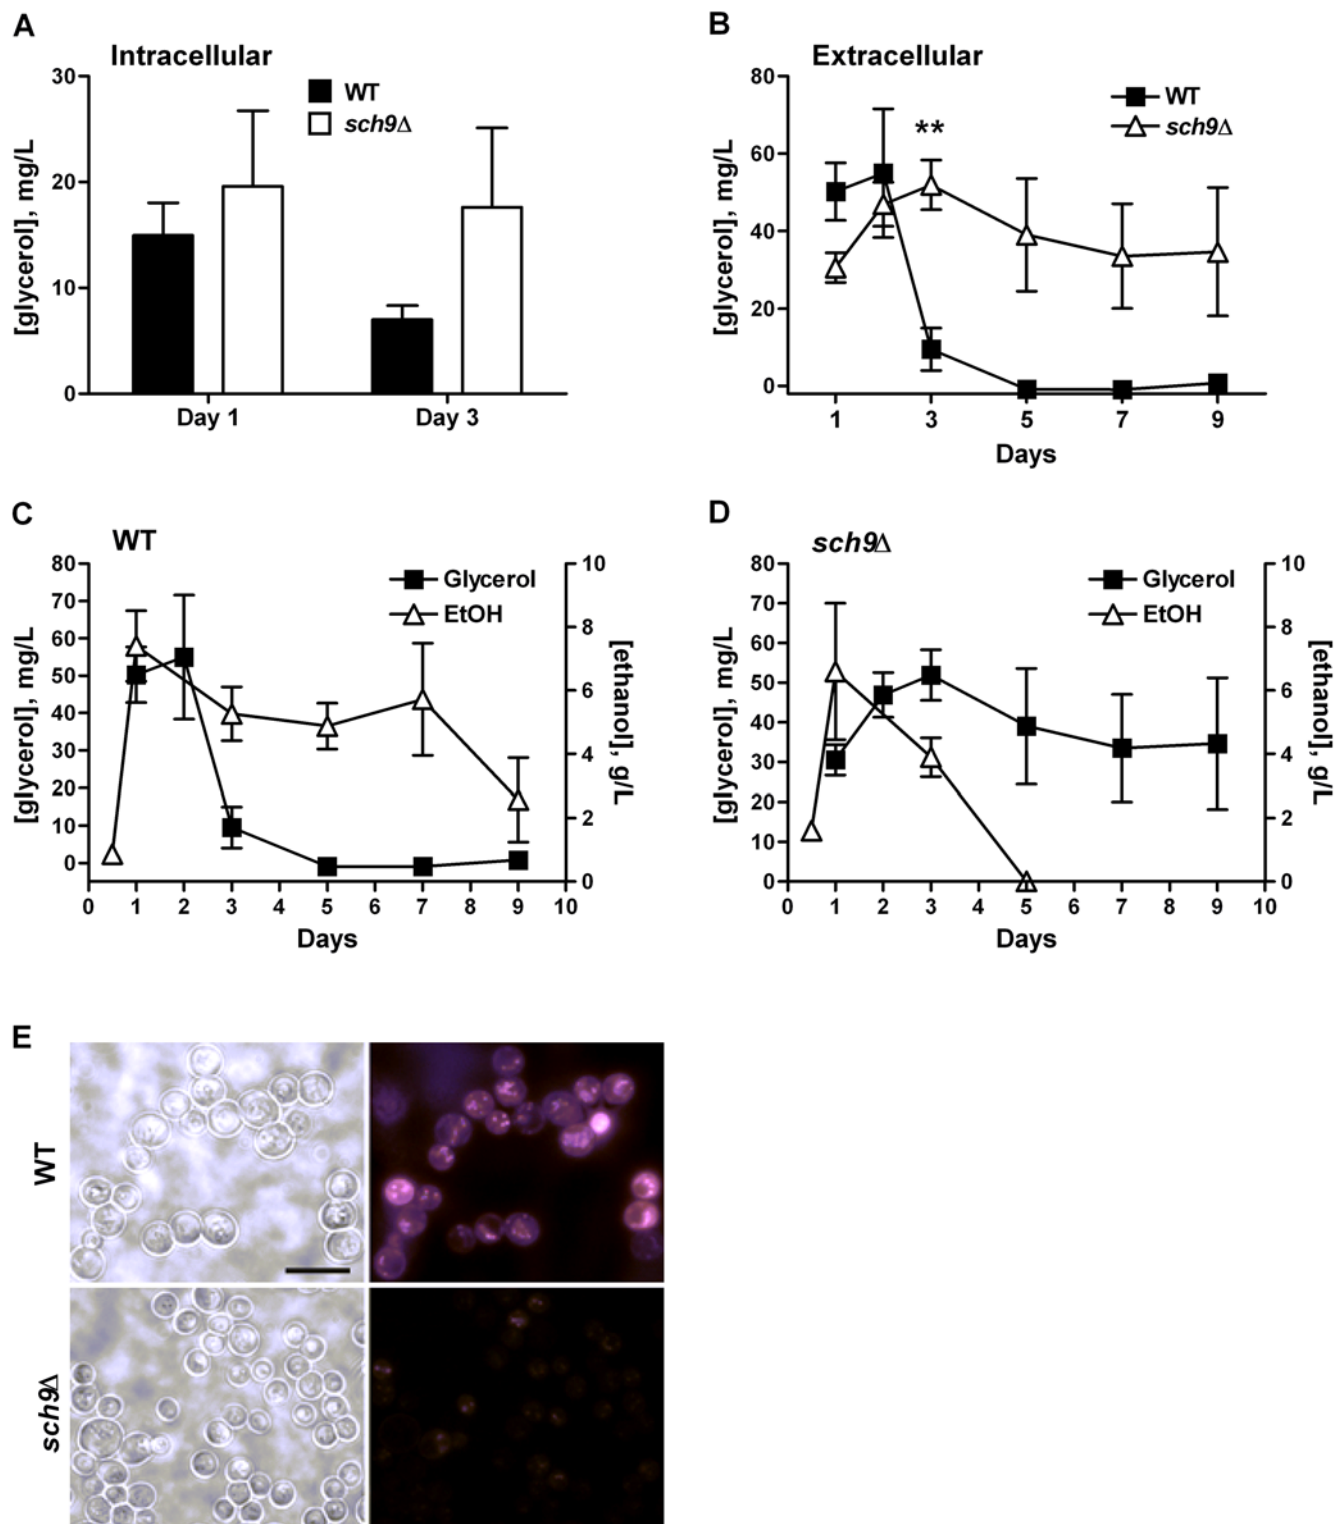 A
Intracellular
WT
sch9Δ
[glycerol], mg/L
30
20
10
0
Day 1
Day 3
B
Extracellular
WT
sch9Δ
**
[glycerol], mg/L
80
60
40
20
0
1
3
5
7
9
Days
C
WT
Glycerol
EtOH
[glycerol], mg/L
80
70
60
50
40
30
20
10
0
[ethanol], g/L
10
8
6
4
2
0
0 1 2 3 4 5 6 7 8 9 10
Days
D
sch9Δ
Glycerol
EtOH
[glycerol], mg/L
80
70
60
50
40
30
20
10
0
[ethanol], g/L
10
8
6
4
2
0
0 1 2 3 4 5 6 7 8 9 10
Days
E
WT
sch9Δ